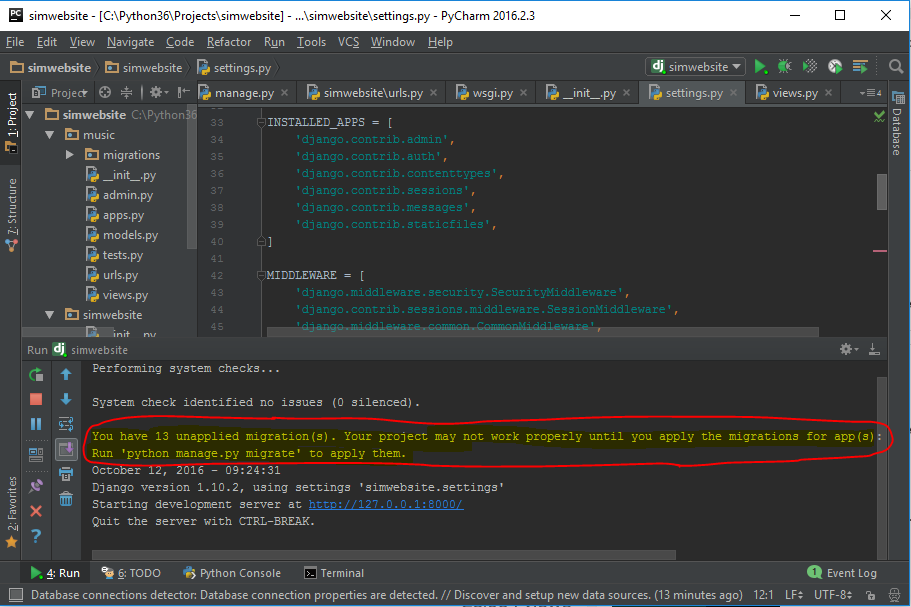 simwebsite - [C:\Python36\Projects\simwebsite] - ...\simwebsite\settings.py - PyCharm 2016.2.3
File Edit View Navigate Code Refactor Run Tools VCS Window Help
simwebsite simwebsite settings.py dj simwebsite
Project manage.py simwebsite\urls.py wsgi.py __init__.py settings.py views.py 4
1: Project
7: Structure
2: Favorites
Database
simwebsite C:\Python36
music
migrations
__init__.py
admin.py
apps.py
models.py
tests.py
urls.py
views.py
simwebsite
__init__.py
33 INSTALLED_APPS = [
34 'django.contrib.admin',
35 'django.contrib.auth',
36 'django.contrib.contenttypes',
37 'django.contrib.sessions',
38 'django.contrib.messages',
39 'django.contrib.staticfiles',
40 ]
41
42 MIDDLEWARE = [
43 'django.middleware.security.SecurityMiddleware',
44 'django.contrib.sessions.middleware.SessionMiddleware',
45 'django.middleware.common.CommonMiddleware',
Run dj simwebsite
Performing system checks...
System check identified no issues (0 silenced).
You have 13 unapplied migration(s). Your project may not work properly until you apply the migrations for app(s):
Run 'python manage.py migrate' to apply them.
October 12, 2016 - 09:24:31
Django version 1.10.2, using settings 'simwebsite.settings'
Starting development server at http://127.0.0.1:8000/
Quit the server with CTRL-BREAK.
4: Run 6: TODO Python Console Terminal 1 Event Log
Database connections detector: Database connection properties are detected. // Discover and setup new data sources. (13 minutes ago) 12:1 LF UTF-8